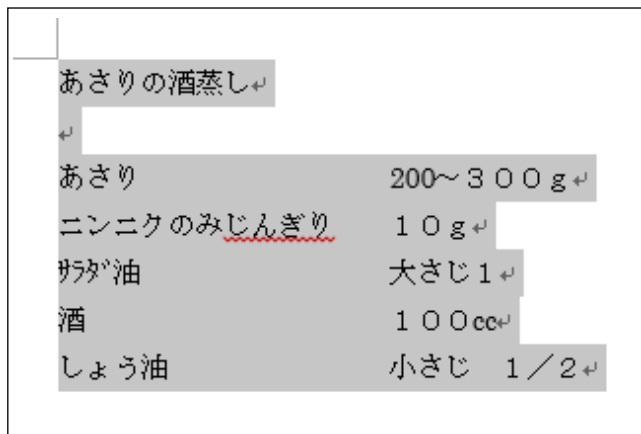 あさりの酒蒸し
あさり　200～３００ｇ
ニンニクのみじんぎり　１０ｇ
ｻﾗﾀﾞ油　大さじ１
酒　１００cc
しょう油　小さじ　１／２